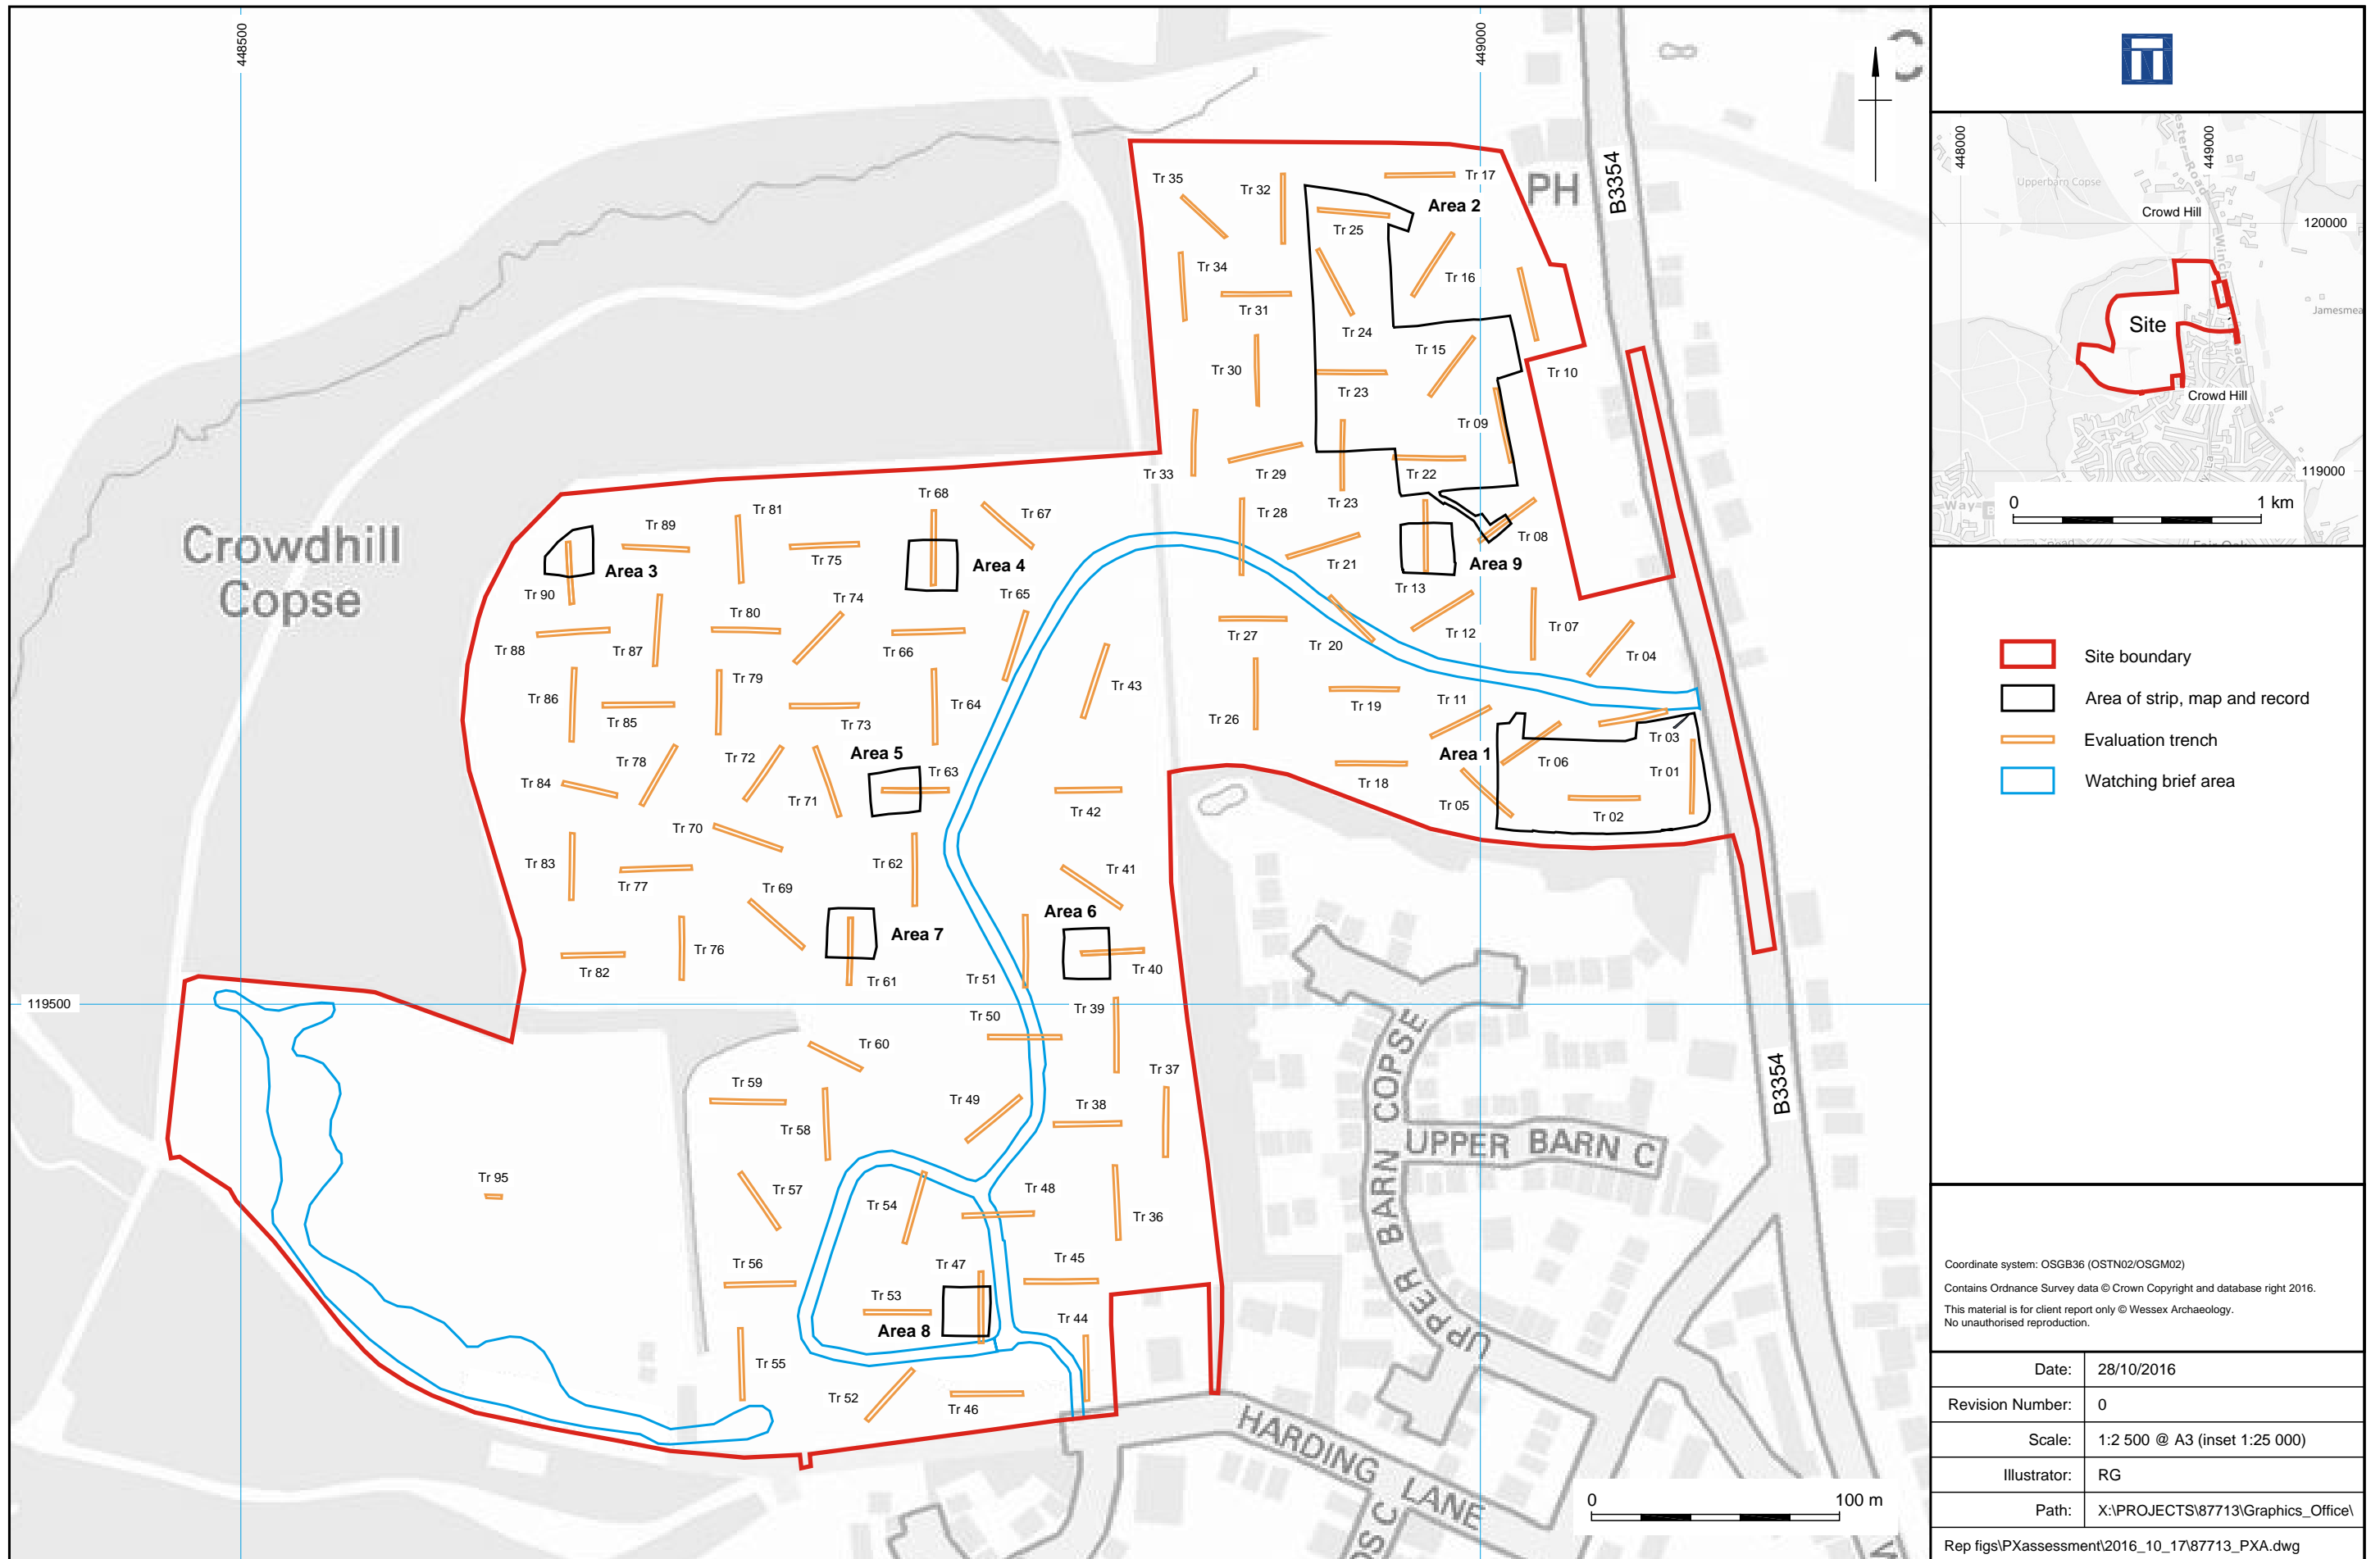 448500
449000
B3354
PH
Tr 35
Tr 32
Tr 17
Area 2
Tr 25
Tr 34
Tr 16
Tr 31
Tr 24
Tr 15
Tr 30
Tr 23
Tr 10
Tr 09
Tr 33
Tr 29
Tr 22
Tr 23
Tr 28
Tr 08
Tr 68
Tr 67
Tr 81
Tr 89
Tr 75
Crowdhill
Copse
Area 3
Area 4
Area 9
Tr 21
Tr 13
Tr 90
Tr 74
Tr 65
Tr 80
Tr 88
Tr 87
Tr 66
Tr 27
Tr 20
Tr 12
Tr 07
Tr 04
Tr 79
Tr 43
Tr 86
Tr 85
Tr 64
Tr 73
Tr 26
Tr 19
Tr 11
Tr 03
Area 5
Area 1
Tr 78
Tr 72
Tr 63
Tr 06
Tr 01
Tr 84
Tr 71
Tr 18
Tr 05
Tr 42
Tr 02
Tr 70
Tr 83
Tr 62
Tr 41
Tr 77
Tr 69
Area 6
Area 7
Tr 76
Tr 82
Tr 61
Tr 51
Tr 40
119500
Tr 39
Tr 50
Tr 60
Tr 37
Tr 59
Tr 49
Tr 38
Tr 58
B3354
UPPER BARN COPSE
UPPER BARN C
UPPER
Tr 95
Tr 57
Tr 54
Tr 48
Tr 36
Tr 56
Tr 47
Tr 45
Tr 53
Area 8
Tr 44
Tr 55
Tr 52
Tr 46
HARDING LANE
0 100 m
448000
449000
Upperbarn Copse
Crowd Hill
120000
Site
Jamesmea
Crowd Hill
119000
Way
0 1 km
Site boundary
Area of strip, map and record
Evaluation trench
Watching brief area
Coordinate system: OSGB36 (OSTN02/OSGM02)
Contains Ordnance Survey data © Crown Copyright and database right 2016.
This material is for client report only © Wessex Archaeology.
No unauthorised reproduction.
Date: 28/10/2016
Revision Number: 0
Scale: 1:2 500 @ A3 (inset 1:25 000)
Illustrator: RG
Path: X:\PROJECTS\87713\Graphics_Office\
Rep figs\PXassessment\2016_10_17\87713_PXA.dwg